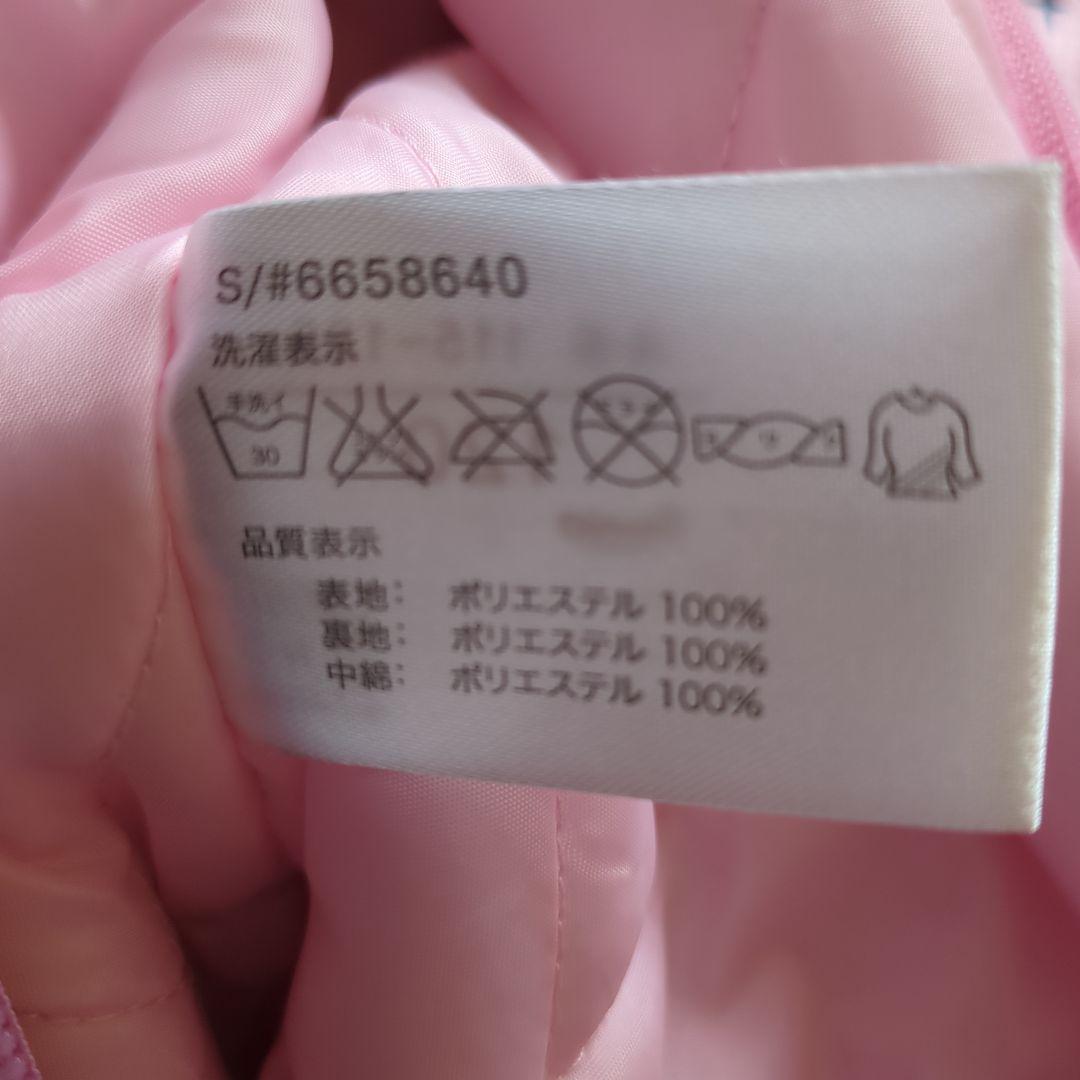 S/#6658640
洗濯表示
手洗イ
30
品質表示
表地: ポリエステル 100%
裏地: ポリエステル 100%
中綿: ポリエステル 100%